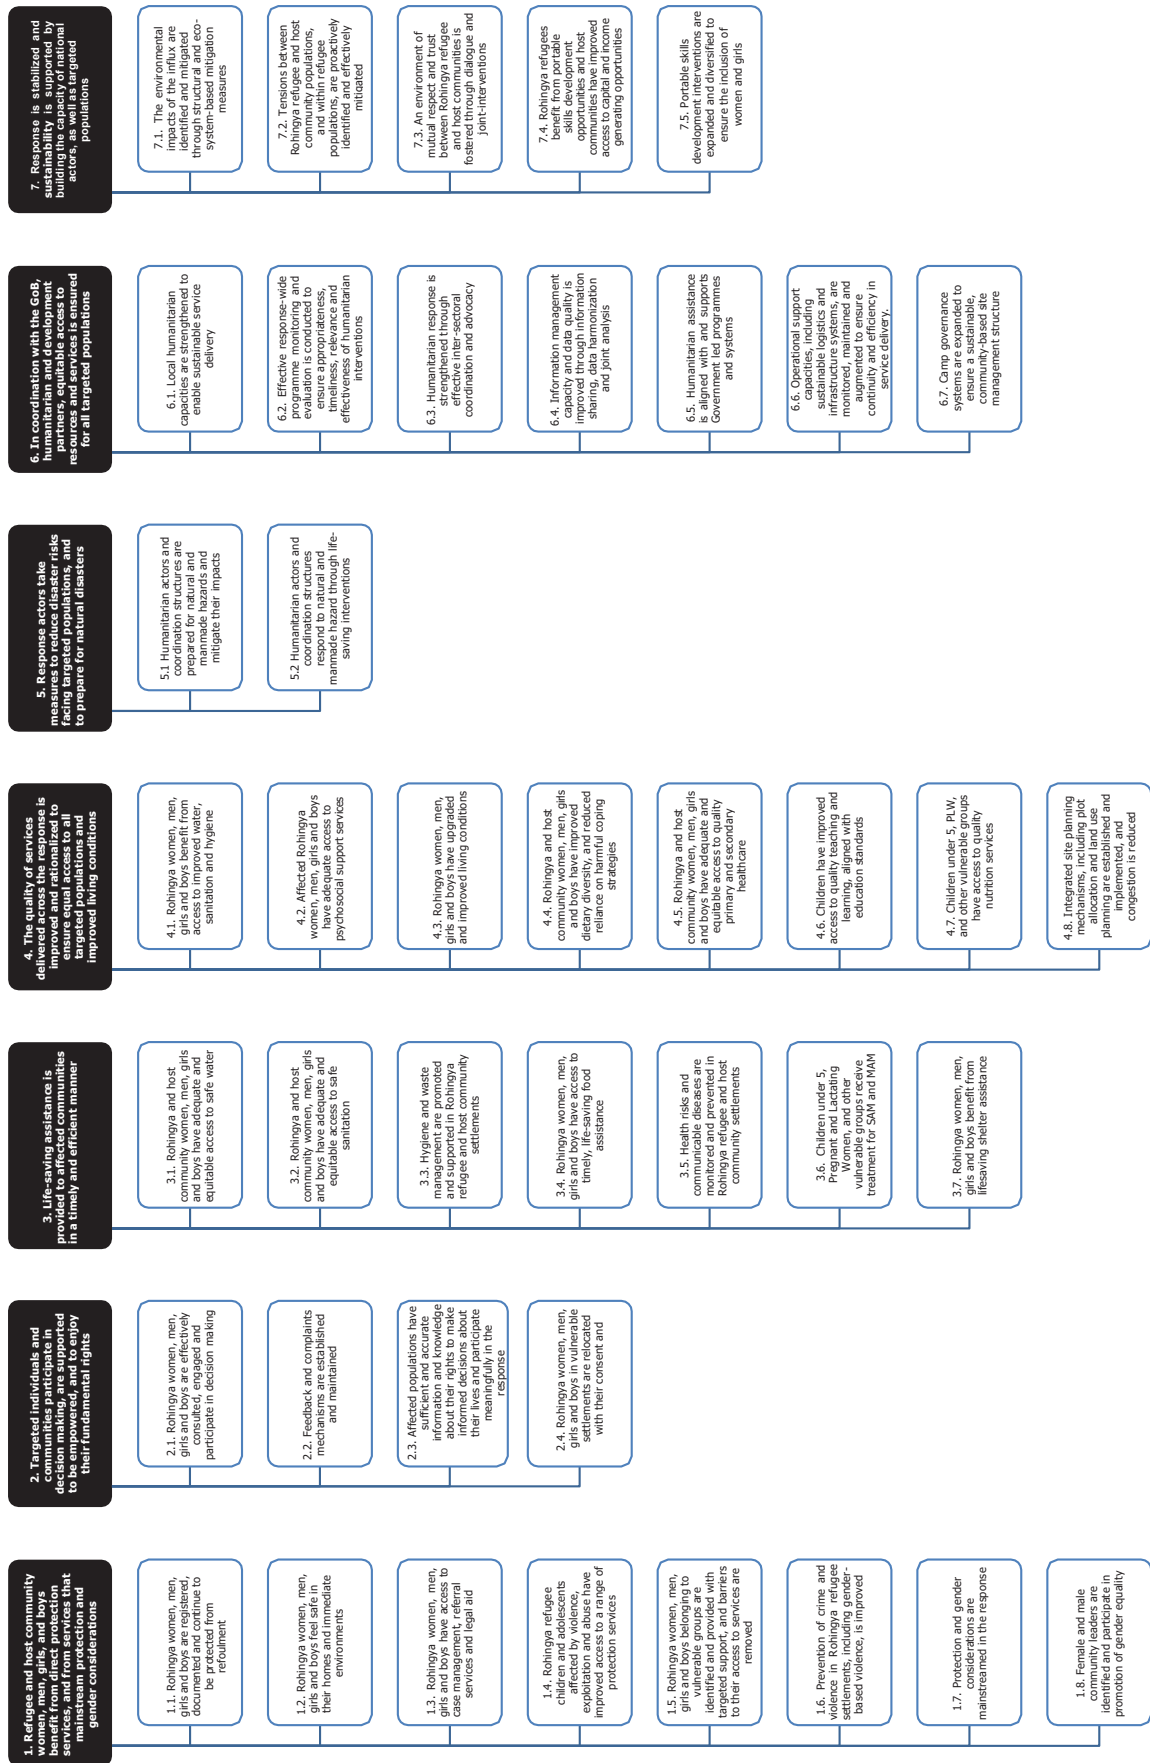 1. Refugee and host community
women, men, girls, and boys
benefit from direct protection
services, and from services that
mainstream protection and
gender considerations
1.1. Rohingya women, men,
girls and boys are registered,
documented and continue to
be protected from
refoulment
1.2. Rohingya women, men,
girls and boys feel safe in
their homes and immediate
environments
1.3. Rohingya women, men,
girls and boys have access to
case management, referral
services and legal aid
1.4. Rohingya refugee
children and adolescents
affected by violence,
exploitation and abuse have
improved access to a range of
protection services
1.5. Rohingya women, men,
girls and boys belonging to
vulnerable groups are
identified and provided with
targeted support, and barriers
to their access to services are
removed
1.6. Prevention of crime and
violence in Rohingya refugee
settlements, including gender-
based violence, is improved
1.7. Protection and gender
considerations are
mainstreamed in the response
1.8. Female and male
community leaders are
identified and participate in
promotion of gender equality
2. Targeted individuals and
communities participate in
decision making, are supported
to be empowered, and to enjoy
their fundamental rights
2.1. Rohingya women, men,
girls and boys are effectively
consulted, engaged and
participate in decision making
2.2. Feedback and complaints
mechanisms are established
and maintained
2.3. Affected populations have
sufficient and accurate
information and knowledge
about their rights to make
informed decisions about
their lives and participate
meaningfully in the
response
2.4. Rohingya women, men,
girls and boys in vulnerable
settlements are relocated
with their consent and
3. Life-saving assistance is
provided to affected communities
in a timely and efficient manner
3.1. Rohingya and host
community women, men, girls
and boys have adequate and
equitable access to safe water
3.2. Rohingya and host
community women, men, girls
and boys have adequate and
equitable access to safe
sanitation
3.3. Hygiene and waste
management are promoted
and supported in Rohingya
refugee and host community
settlements
3.4. Rohingya women, men,
girls and boys have access to
timely, life-saving food
assistance
3.5. Health risks and
communicable diseases are
monitored and prevented in
Rohingya refugee and host
community settlements
3.6. Children under 5,
Pregnant and Lactating
Women, and other
vulnerable groups receive
treatment for SAM and MAM
3.7. Rohingya women, men,
girls and boys benefit from
lifesaving shelter assistance
4. The quality of services
delivered across the response is
improved and rationalized to
ensure equal access to all
targeted populations and
improved living conditions
4.1. Rohingya women, men,
girls and boys benefit from
access to improved water,
sanitation and hygiene
4.2. Affected Rohingya
women, men, girls and boys
have adequate access to
psychosocial support services
4.3. Rohingya women, men,
girls and boys have upgraded
and improved living conditions
4.4. Rohingya and host
community women, men, girls
and boys have improved
dietary diversity, and reduced
reliance on harmful coping
strategies
4.5. Rohingya and host
community women, men, girls
and boys have adequate and
equitable access to quality
primary and secondary
healthcare
4.6. Children have improved
access to quality teaching and
learning, aligned with
education standards
4.7. Children under 5, PLW,
and other vulnerable groups
have access to quality
nutrition services
4.8. Integrated site planning
mechanisms, including plot
allocation and land use
planning are established and
implemented, and
congestion is reduced
5. Response actors take
measures to reduce disaster risks
facing targeted populations, and
to prepare for natural disasters
5.1 Humanitarian actors and
coordination structures are
prepared for natural and
manmade hazards and
mitigate their impacts
5.2 Humanitarian actors and
coordination structures
respond to natural and
manmade hazard through life-
saving interventions
6. In coordination with the GoB,
humanitarian and development
partners, equitable access to
resources and services is ensured
for all targeted populations
6.1. Local humanitarian
capacities are strengthened to
enable sustainable service
delivery
6.2. Effective response-wide
programme monitoring and
evaluation is conducted to
ensure appropriateness,
timeliness, relevance and
effectiveness of humanitarian
interventions
6.3. Humanitarian response is
strengthened through
effective inter-sectoral
coordination and advocacy
6.4. Information management
capacity and data quality is
improved through information
sharing, data harmonization
and joint analysis
6.5. Humanitarian assistance
is aligned with and supports
Government led programmes
and systems
6.6. Operational support
capacities, including
sustainable logistics and
infrastructure systems, are
monitored, maintained and
augmented to ensure
continuity and efficiency in
service delivery.
6.7. Camp governance
systems are expanded to
ensure a sustainable,
community-based site
management structure
7. Response is stabilized and
sustainability is supported by
building the capacity of national
actors, as well as targeted
populations
7.1. The environmental
impacts of the influx are
identified and mitigated
through structural and eco-
system-based mitigation
measures
7.2. Tensions between
Rohingya refugee and host
community populations,
and within refugee
populations, are proactively
identified and effectively
mitigated
7.3. An environment of
mutual respect and trust
between Rohingya refugee
and host communities is
fostered through dialogue and
joint-interventions
7.4. Rohingya refugees
benefit from portable
skills development
opportunities and host
communities have improved
access to capital and income
generating opportunities
7.5. Portable skills
development interventions are
expanded and diversified to
ensure the inclusion of
women and girls